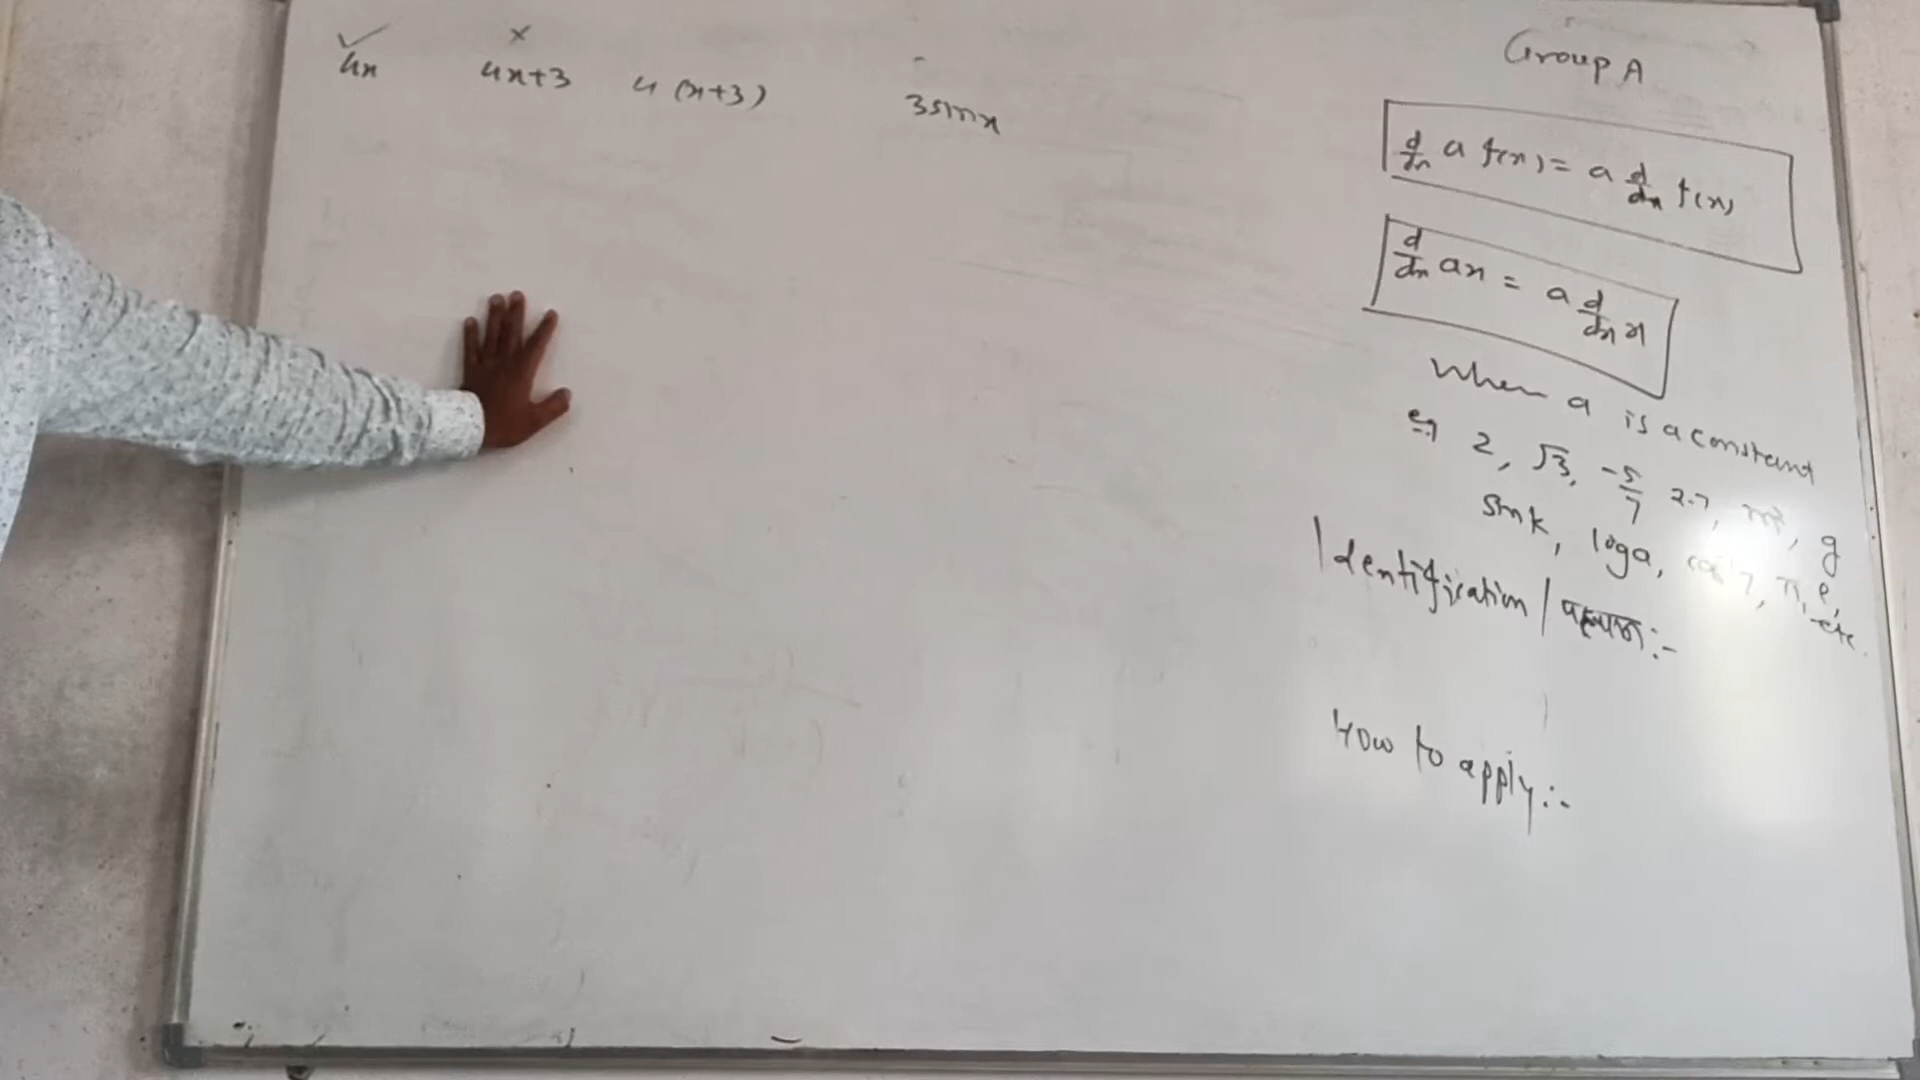 ✓ ×
4x 4x+3 4(x+3) 3sinx
Group A
d/dx a f(x) = a d/dx f(x)
d/dx ax = a d/dx x
When a is a constant
eg 2, √3, -5/7 2.7, g
sink, loga, π, e, etc.
Identification / पहचान :-
How to apply :-